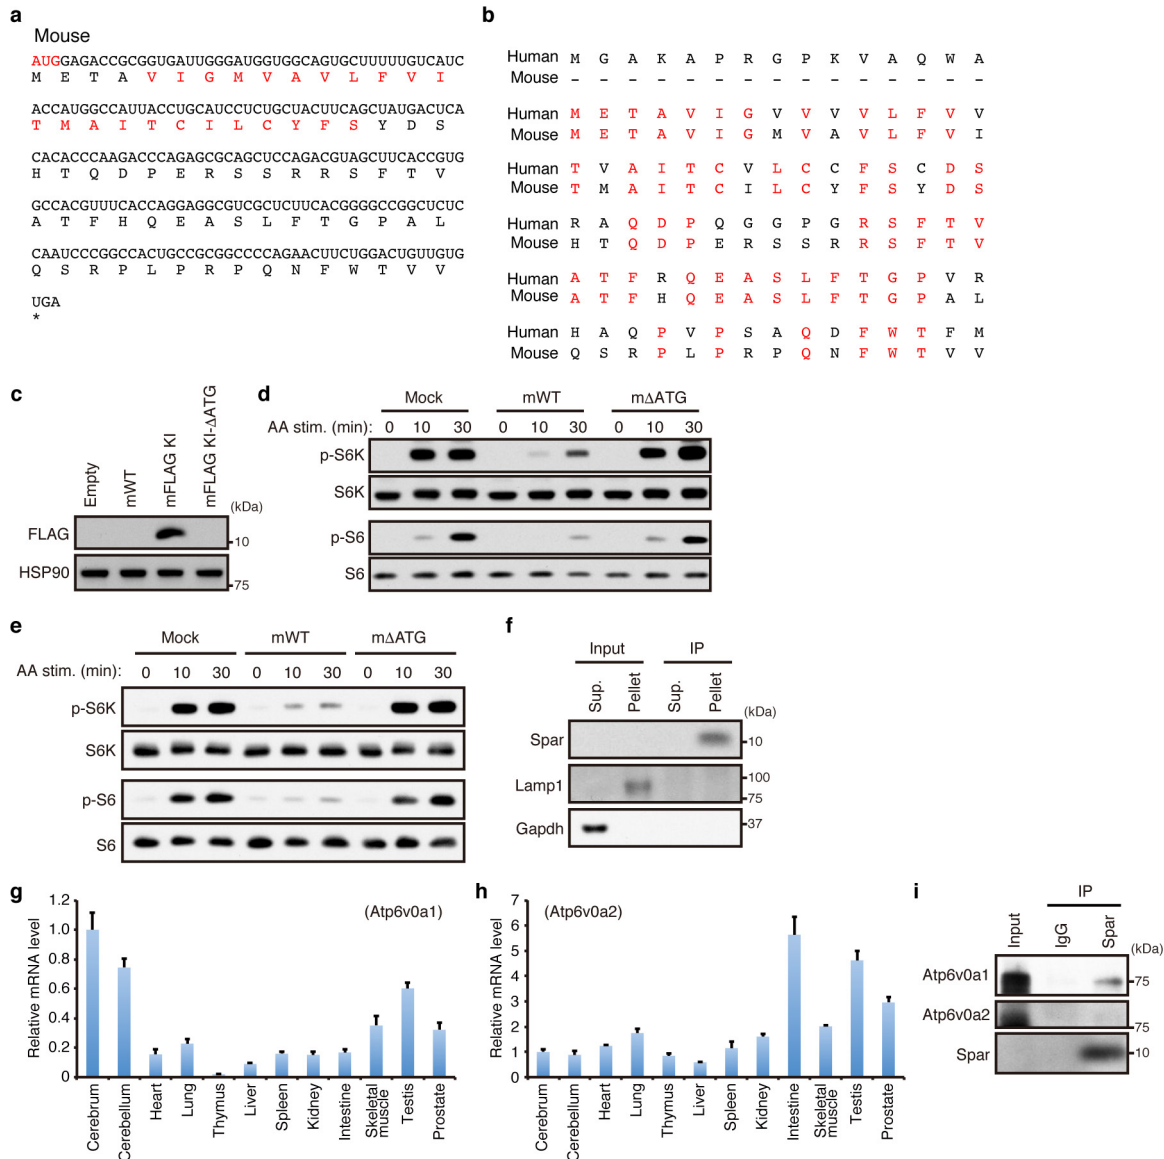 a
Mouse
AUGGAGACCGCGGUGAUUGGGAUGGUGGCAGUGCUUUUUGUCAUC
M E T A V I G M V A V L F V I
ACCAUGGCCAUUACCUGCAUCCUCUGCUACUUCAGCUAUGACUCA
T M A I T C I L C Y F S Y D S
CACACCCAAGACCCAGAGCGCAGCUCCAGACGUAGCUUCACCGUG
H T Q D P E R S S R R S F T V
GCCACGUUUCACCAGGAGGCGUCGCUCUUCACGGGGCCGGCUCUC
A T F H Q E A S L F T G P A L
CAAUCCCGGCCACUGCCGCGGCCCCAGAACUUCUGGACUGUUGUG
Q S R P L P R P Q N F W T V V
UGA
*
b
Human M G A K A P R G P K V A Q W A
Mouse – – – – – – – – – – – – – – –
Human M E T A V I G V V V V L F V V
Mouse M E T A V I G M V A V L F V I
Human T V A I T C V L C C F S C D S
Mouse T M A I T C I L C Y F S Y D S
Human R A Q D P Q G G P G R S F T V
Mouse H T Q D P E R S S R R S F T V
Human A T F R Q E A S L F T G P V R
Mouse A T F H Q E A S L F T G P A L
Human H A Q P V P S A Q D F W T F M
Mouse Q S R P L P R P Q N F W T V V
c
Empty mWT mFLAG KI mFLAG KI-ΔATG
(kDa)
FLAG
10
HSP90
75
d
Mock mWT mΔATG
AA stim. (min): 0 10 30 0 10 30 0 10 30
p-S6K
S6K
p-S6
S6
e
Mock mWT mΔATG
AA stim. (min): 0 10 30 0 10 30 0 10 30
p-S6K
S6K
p-S6
S6
f
Input IP
Sup. Pellet Sup. Pellet
(kDa)
Spar
10
Lamp1
100
75
Gapdh
37
g
(Atp6v0a1)
Relative mRNA level
1.2
1.0
0.8
0.6
0.4
0.2
0
Cerebrum Cerebellum Heart Lung Thymus Liver Spleen Kidney Intestine Skeletal muscle Testis Prostate
h
(Atp6v0a2)
Relative mRNA level
7
6
5
4
3
2
1
0
Cerebrum Cerebellum Heart Lung Thymus Liver Spleen Kidney Intestine Skeletal muscle Testis Prostate
i
IP
Input IgG Spar
(kDa)
Atp6v0a1
75
Atp6v0a2
75
Spar
10